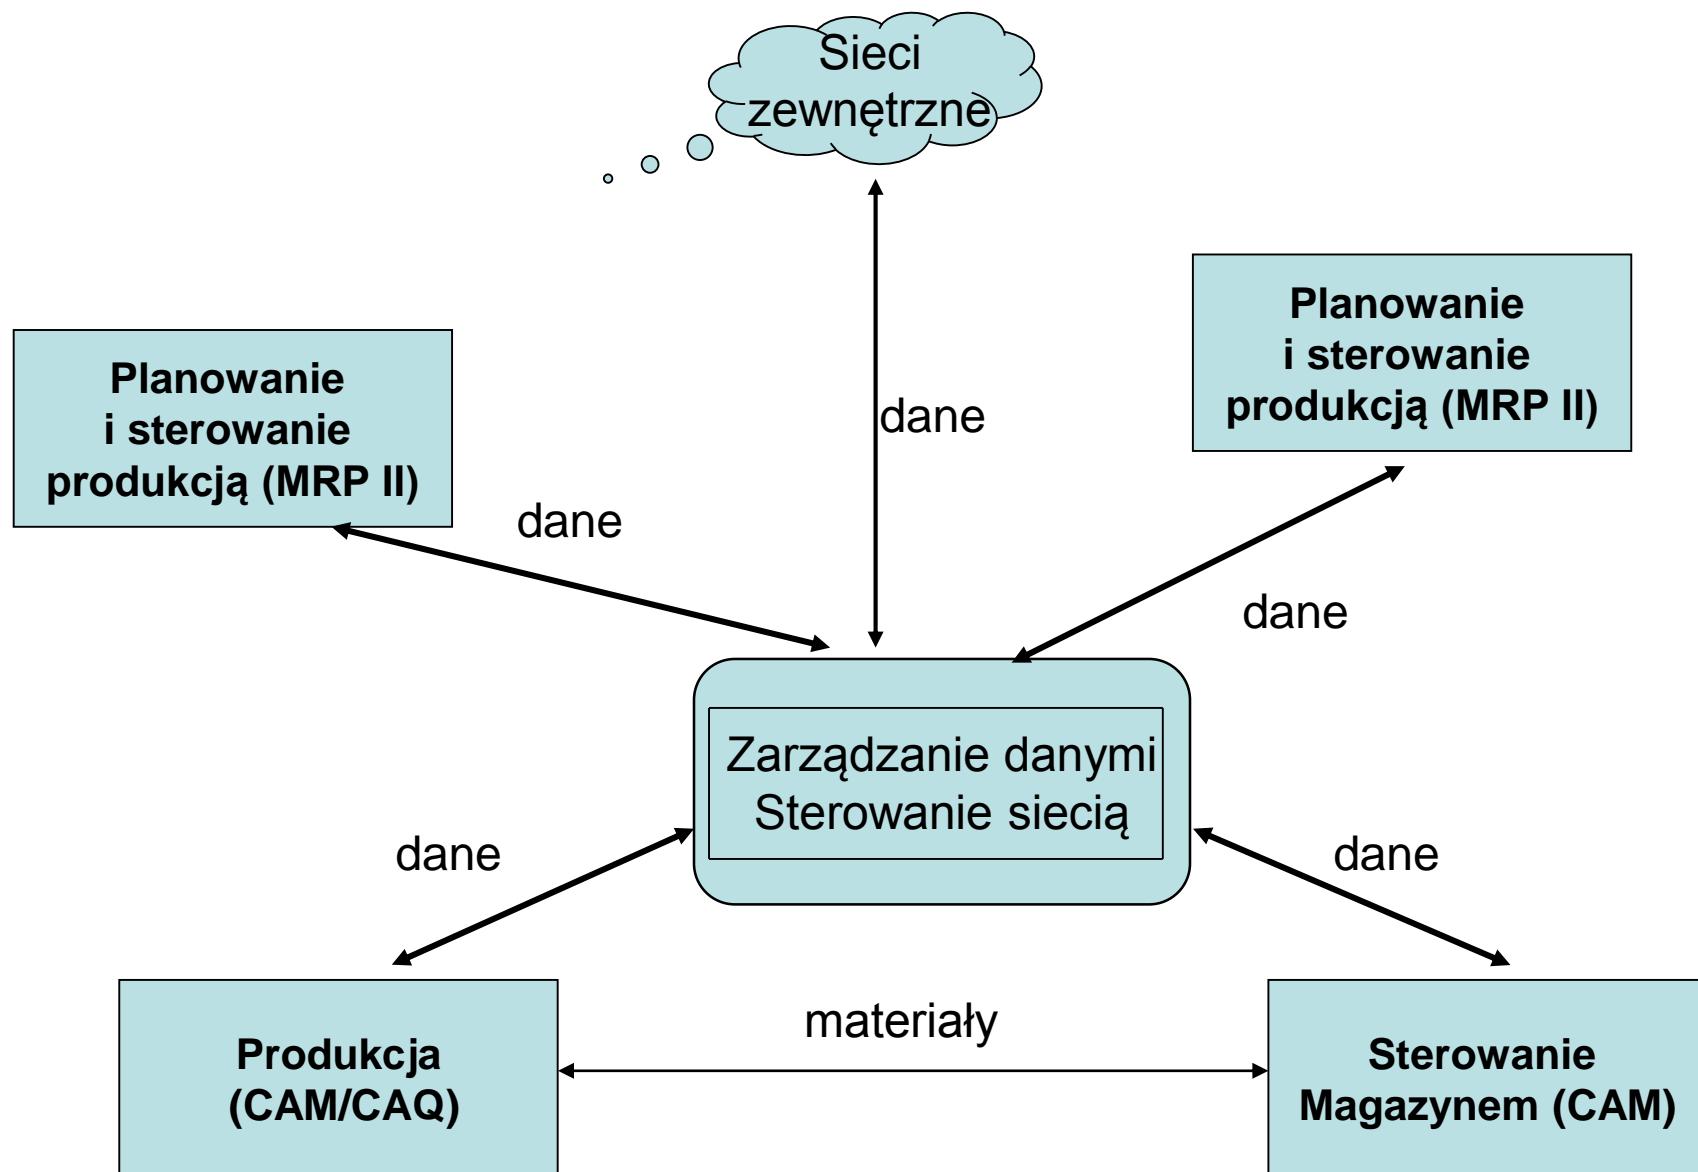 Sieci
zewnętrzne
Planowanie
i sterowanie
produkcją (MRP II)
Planowanie
i sterowanie
produkcją (MRP II)
dane
dane
dane
Zarządzanie danymi
Sterowanie siecią
dane
dane
materiały
Produkcja
(CAM/CAQ)
Sterowanie
Magazynem (CAM)